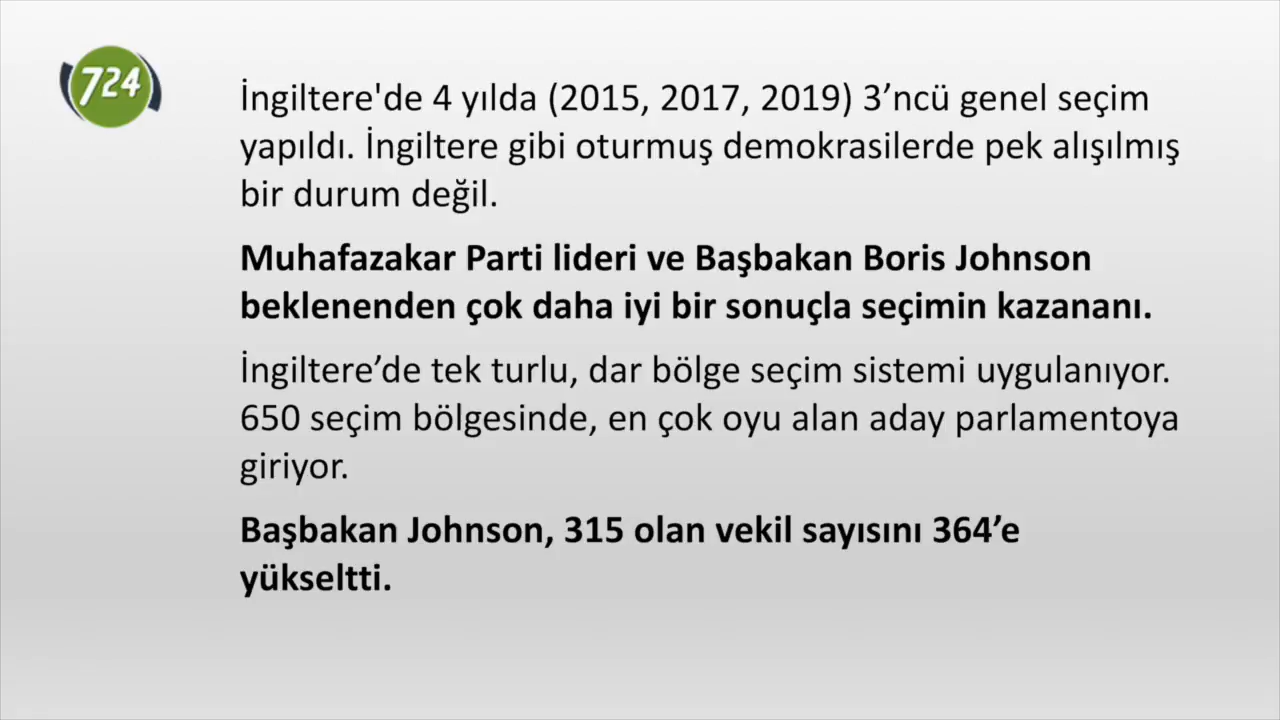 724
İngiltere'de 4 yılda (2015, 2017, 2019) 3’ncü genel seçim
yapıldı. İngiltere gibi oturmuş demokrasilerde pek alışılmış
bir durum değil.
Muhafazakar Parti lideri ve Başbakan Boris Johnson
beklenenden çok daha iyi bir sonuçla seçimin kazananı.
İngiltere’de tek turlu, dar bölge seçim sistemi uygulanıyor.
650 seçim bölgesinde, en çok oyu alan aday parlamentoya
giriyor.
Başbakan Johnson, 315 olan vekil sayısını 364’e
yükseltti.